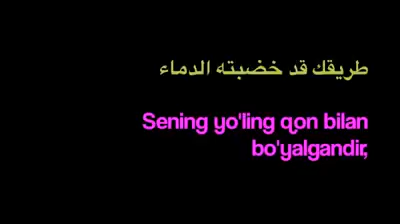 طريقك قد خضبته الدماء
Sening yo'ling qon bilan
bo'yalgandir,